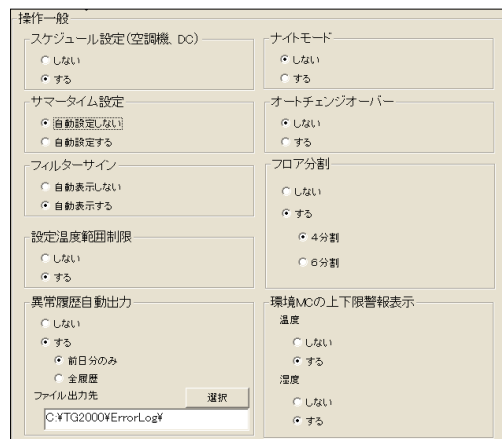 操作一般
スケジュール設定(空調機、DC)
しない
する
サマータイム設定
自動設定しない
自動設定する
フィルターサイン
自動表示しない
自動表示する
設定温度範囲制限
しない
する
異常履歴自動出力
しない
する
前日分のみ
全履歴
ファイル出力先
選択
C:¥TG2000¥ErrorLog¥
ナイトモード
しない
する
オートチェンジオーバー
しない
する
フロア分割
しない
する
4分割
6分割
環境MCの上下限警報表示
温度
しない
する
湿度
しない
する